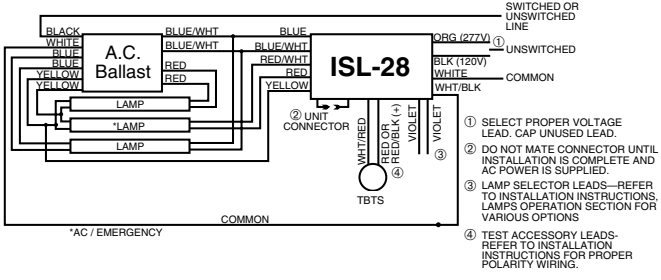 SWITCHED OR
UNSWITCHED
LINE
BLACK
WHITE
BLUE
BLUE
YELLOW
YELLOW
A.C.
Ballast
BLUE/WHT
BLUE/WHT
RED
RED
BLUE
BLUE/WHT
RED/WHT
RED
YELLOW
ISL-28
ORG (277V)
①
UNSWITCHED
BLK (120V)
WHITE
COMMON
WHT/BLK
LAMP
*LAMP
LAMP
② UNIT
CONNECTOR
WHT/RED
RED OR
RED/BLK (+)
VIOLET
VIOLET
③
④
TBTS
COMMON
*AC / EMERGENCY
① SELECT PROPER VOLTAGE
LEAD. CAP UNUSED LEAD.
② DO NOT MATE CONNECTOR UNTIL
INSTALLATION IS COMPLETE AND
AC POWER IS SUPPLIED.
③ LAMP SELECTOR LEADS—REFER
TO INSTALLATION INSTRUCTIONS,
LAMPS OPERATION SECTION FOR
VARIOUS OPTIONS
④ TEST ACCESSORY LEADS-
REFER TO INSTALLATION
INSTRUCTIONS FOR PROPER
POLARITY WIRING.